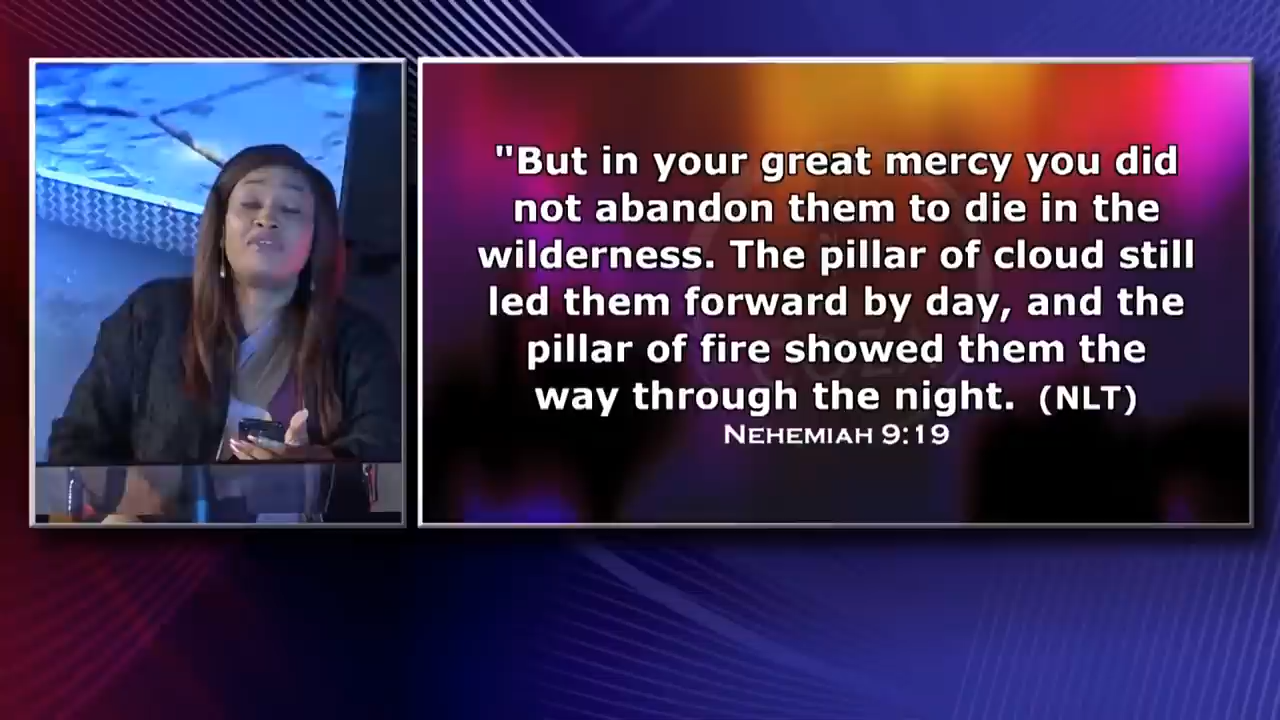 "But in your great mercy you did
not abandon them to die in the
wilderness. The pillar of cloud still
led them forward by day, and the
pillar of fire showed them the
way through the night. (NLT)
Nehemiah 9:19